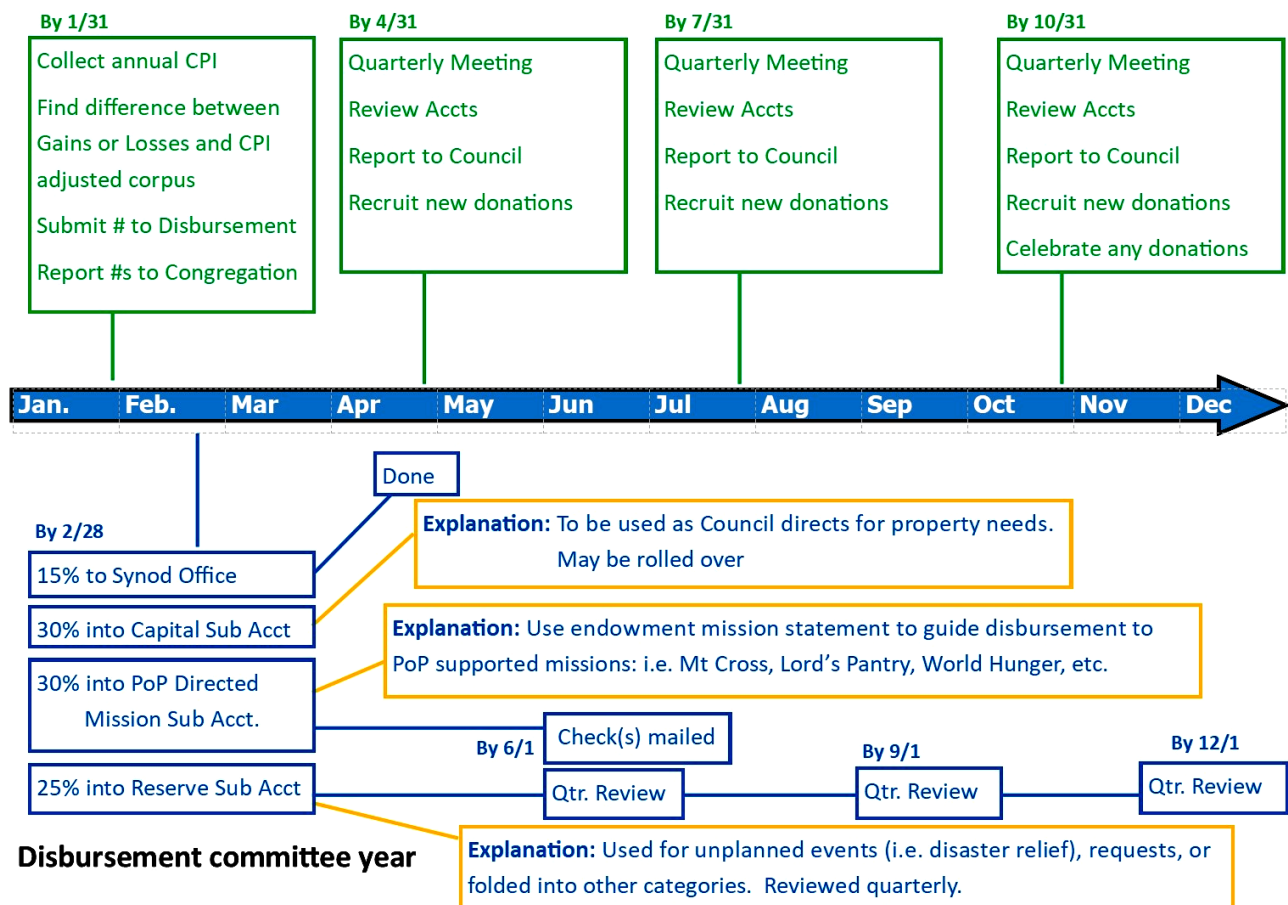 By 1/31
Collect annual CPI
Find difference between
Gains or Losses and CPI
adjusted corpus
Submit # to Disbursement
Report #s to Congregation
By 4/31
Quarterly Meeting
Review Accts
Report to Council
Recruit new donations
By 7/31
Quarterly Meeting
Review Accts
Report to Council
Recruit new donations
By 10/31
Quarterly Meeting
Review Accts
Report to Council
Recruit new donations
Celebrate any donations
Jan. Feb. Mar Apr May Jun Jul Aug Sep Oct Nov Dec
Done
By 2/28
15% to Synod Office
30% into Capital Sub Acct
30% into PoP Directed
Mission Sub Acct.
25% into Reserve Sub Acct
Explanation: To be used as Council directs for property needs.
May be rolled over
Explanation: Use endowment mission statement to guide disbursement to
PoP supported missions: i.e. Mt Cross, Lord's Pantry, World Hunger, etc.
By 6/1
Check(s) mailed
Qtr. Review
By 9/1
Qtr. Review
By 12/1
Qtr. Review
Explanation: Used for unplanned events (i.e. disaster relief), requests, or
folded into other categories. Reviewed quarterly.
Disbursement committee year